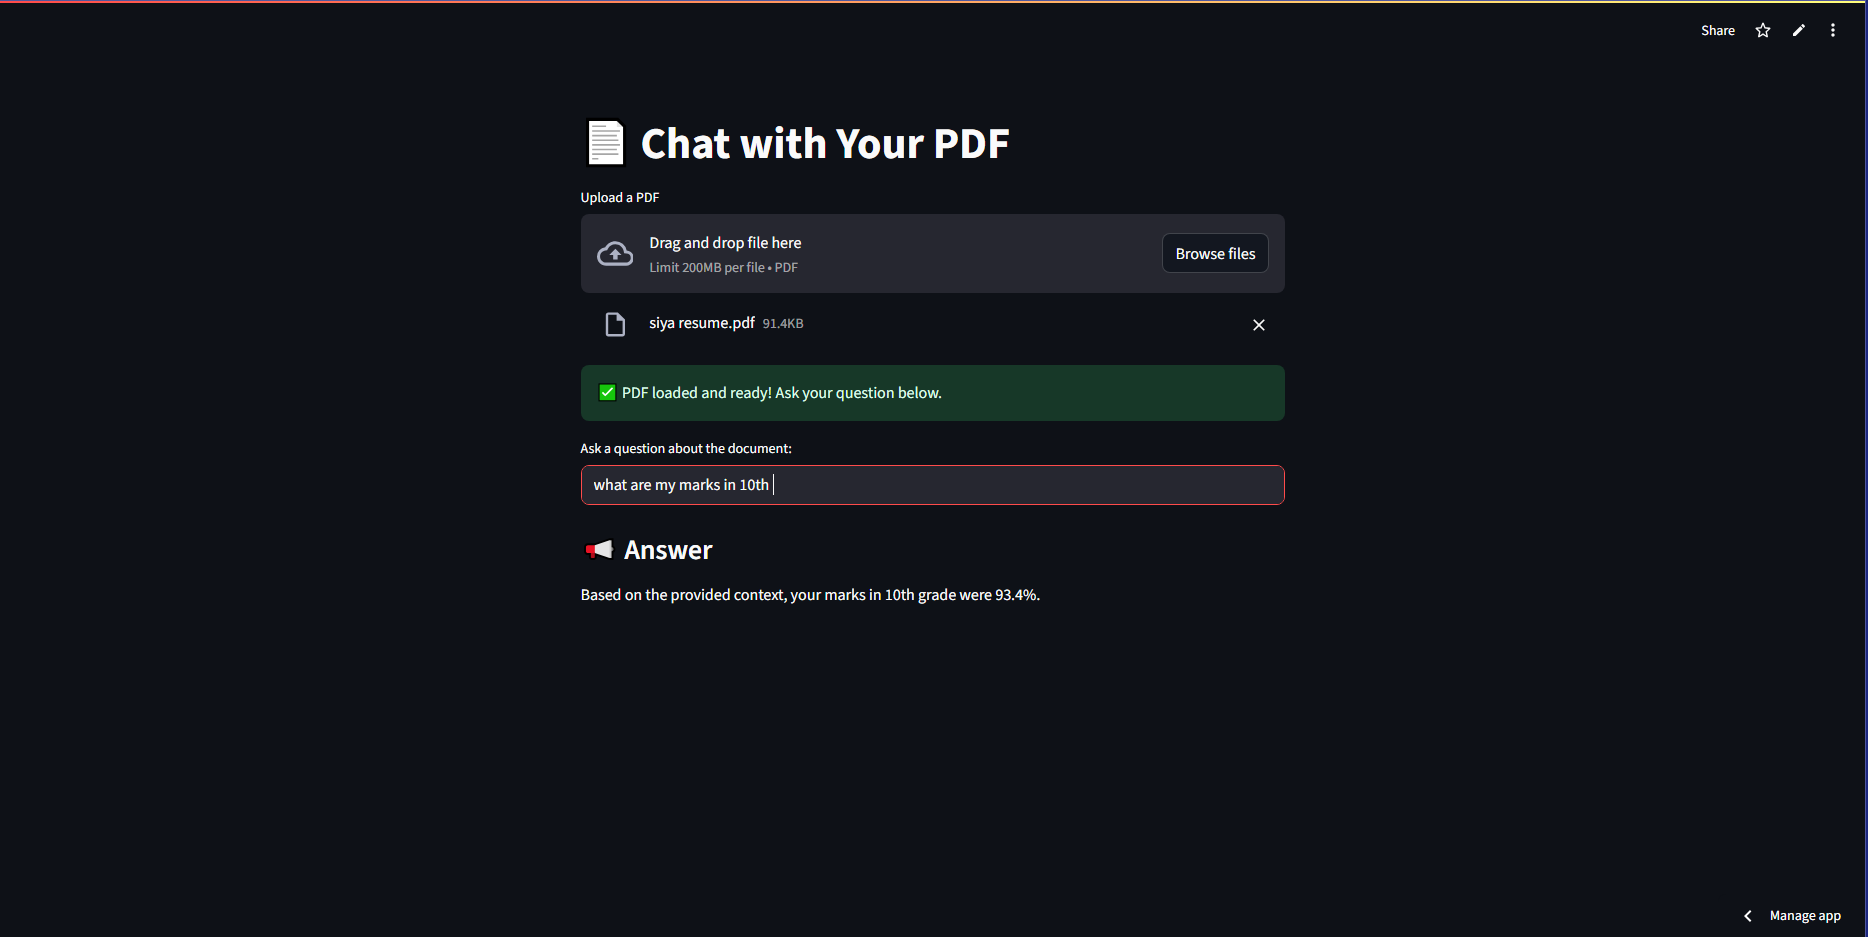 Share
Chat with Your PDF
Upload a PDF
Drag and drop file here
Limit 200MB per file • PDF
Browse files
siya resume.pdf 91.4KB
PDF loaded and ready! Ask your question below.
Ask a question about the document:
what are my marks in 10th
Answer
Based on the provided context, your marks in 10th grade were 93.4%.
Manage app